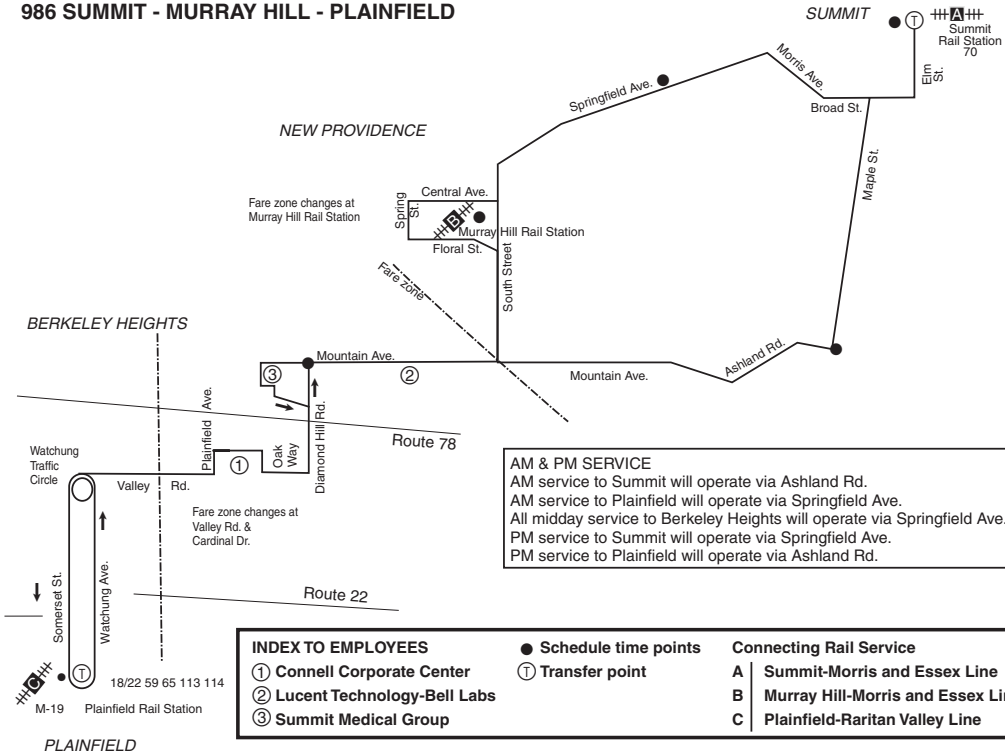 986 SUMMIT - MURRAY HILL - PLAINFIELD
SUMMIT
T
A
Summit
Rail Station
70
Elm
St.
Morris Ave.
Broad St.
Springfield Ave.
Maple St.
NEW PROVIDENCE
Fare zone changes at
Murray Hill Rail Station
Central Ave.
Spring
St.
B
Murray Hill Rail Station
Floral St.
South Street
Fare zone
BERKELEY HEIGHTS
Mountain Ave.
3
2
Mountain Ave.
Ashland Rd.
Plainfield Ave.
Oak
Way
Diamond Hill Rd.
Route 78
1
Watchung
Traffic
Circle
Valley Rd.
Fare zone changes at
Valley Rd. &
Cardinal Dr.
AM & PM SERVICE
AM service to Summit will operate via Ashland Rd.
AM service to Plainfield will operate via Springfield Ave.
All midday service to Berkeley Heights will operate via Springfield Ave.
PM service to Summit will operate via Springfield Ave.
PM service to Plainfield will operate via Ashland Rd.
Somerset St.
Watchung Ave.
Route 22
C
T
18/22 59 65 113 114
M-19 Plainfield Rail Station
PLAINFIELD
INDEX TO EMPLOYEES
1 Connell Corporate Center
2 Lucent Technology-Bell Labs
3 Summit Medical Group
Schedule time points
T Transfer point
Connecting Rail Service
A Summit-Morris and Essex Line
B Murray Hill-Morris and Essex Li
C Plainfield-Raritan Valley Line